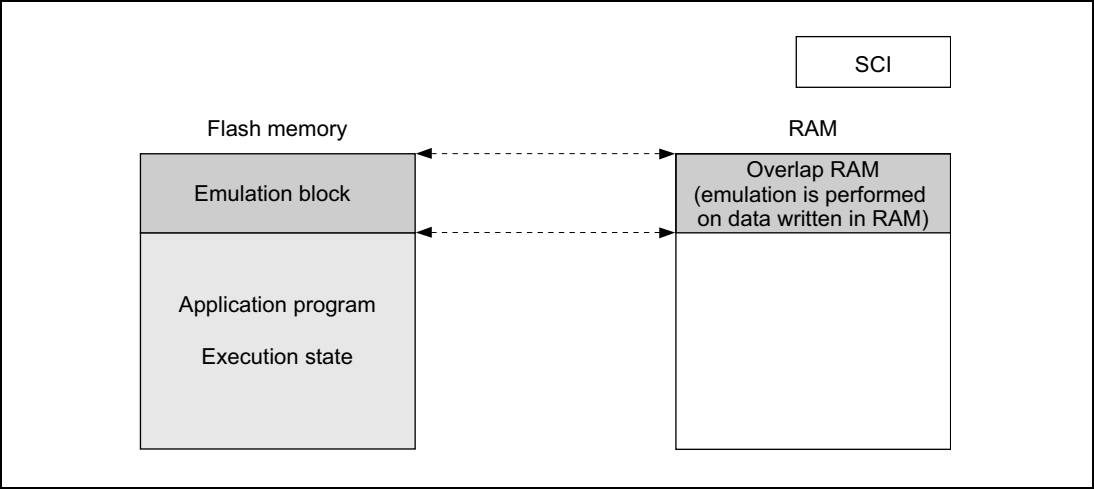 SCI
Flash memory
RAM
Emulation block
Overlap RAM
(emulation is performed
on data written in RAM)
Application program
Execution state